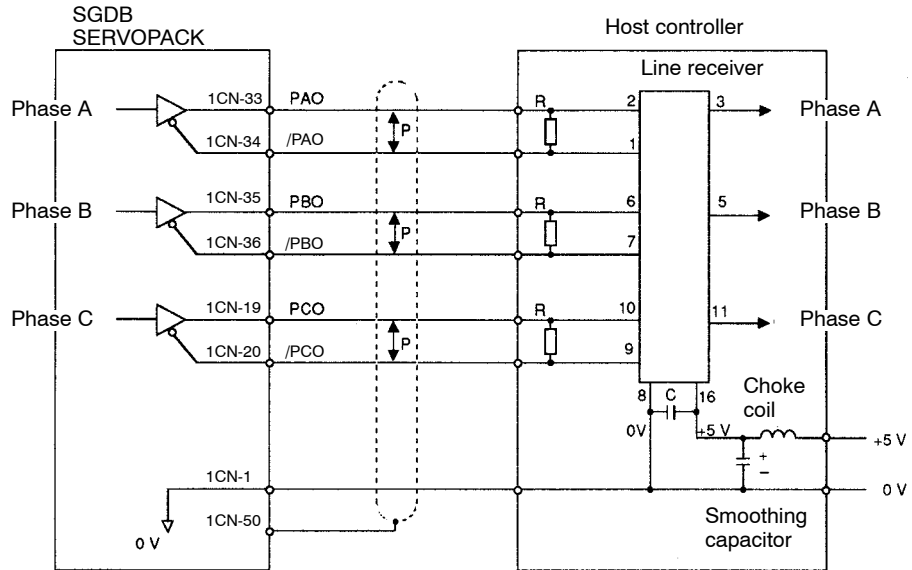 SGDB
SERVOPACK
Host controller
Line receiver
Phase A
1CN-33
PAO
R
2
3
Phase A
P
1CN-34
/PAO
1
Phase B
1CN-35
PBO
R
6
5
Phase B
P
1CN-36
/PBO
7
Phase C
1CN-19
PCO
R
10
11
Phase C
P
1CN-20
/PCO
9
8
C
16
Choke
coil
0V
+5 V
+5 V
+
−
1CN-1
0 V
1CN-50
0 V
Smoothing
capacitor